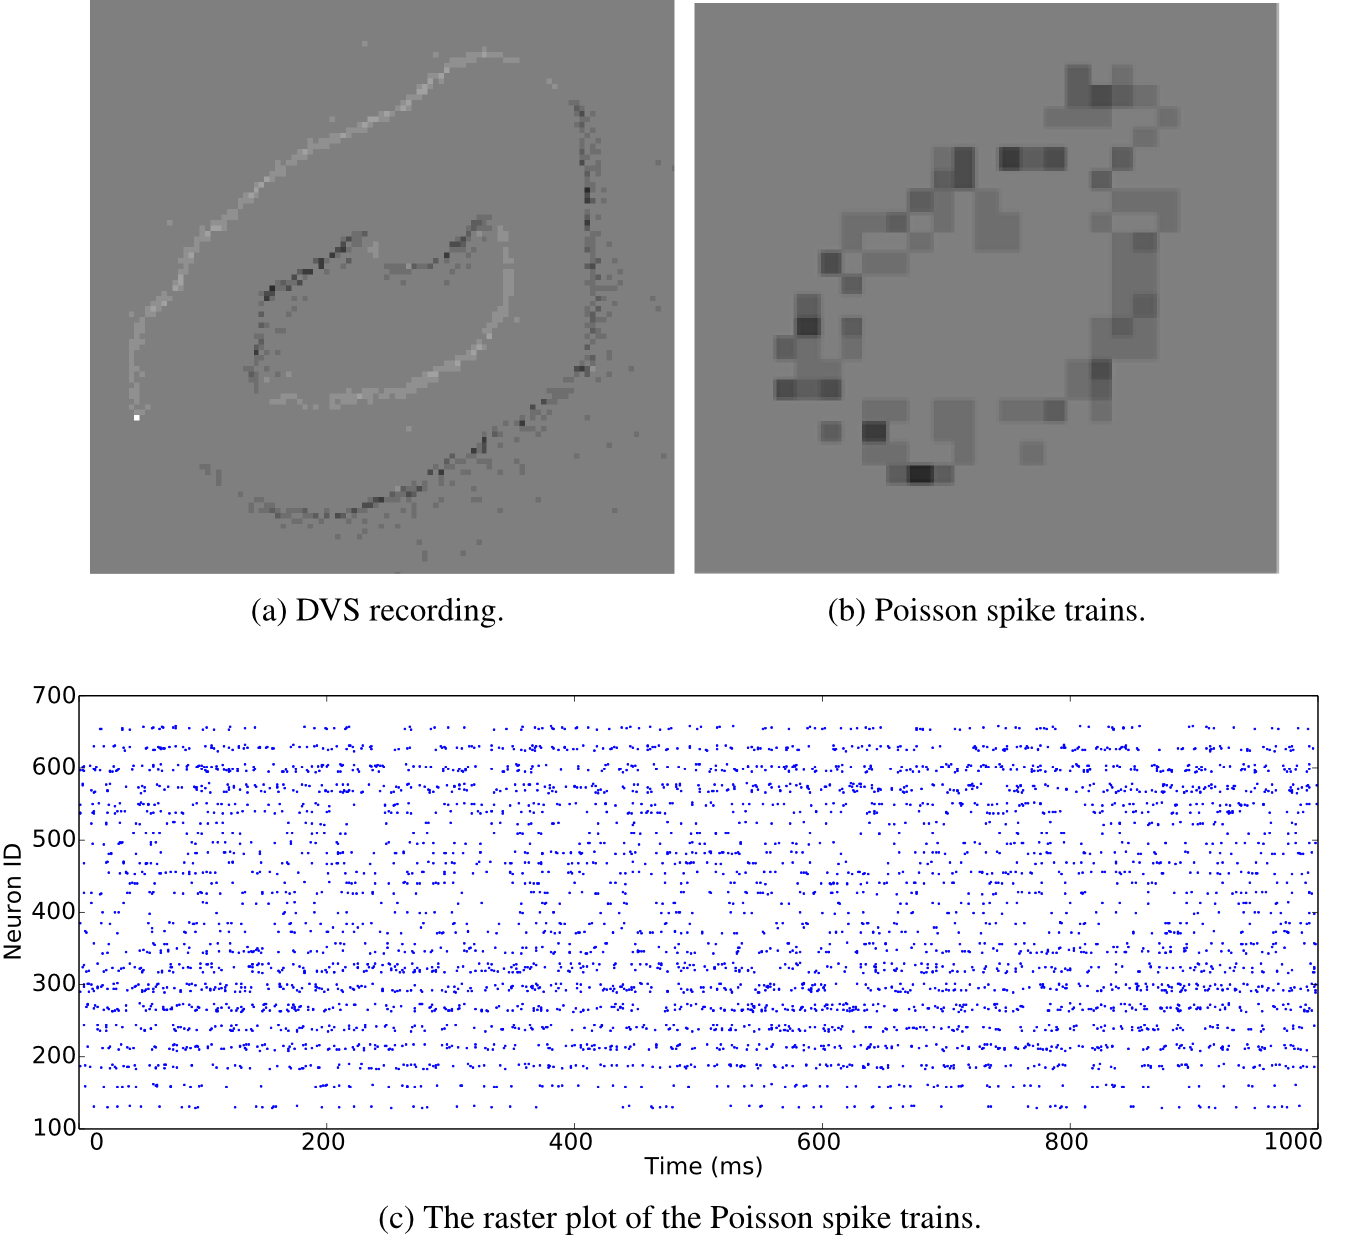 (a) DVS recording.
(b) Poisson spike trains.
700
600
500
400
300
200
100
Neuron ID
0 200 400 600 800 1000
Time (ms)
(c) The raster plot of the Poisson spike trains.